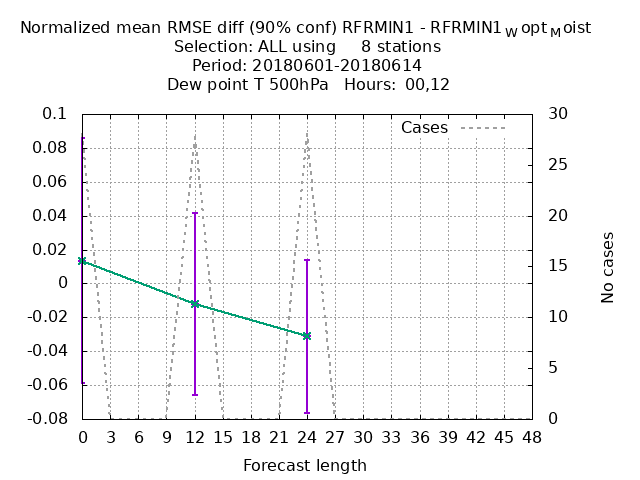 Normalized mean RMSE diff (90% conf) RFRMIN1 - RFRMIN1WoptMoist
Selection: ALL using 8 stations
Period: 20180601-20180614
Dew point T 500hPa Hours: 00,12
Cases
0.1
0.08
0.06
0.04
0.02
0
-0.02
-0.04
-0.06
-0.08
30
25
20
15
10
5
0
No cases
0 3 6 9 12 15 18 21 24 27 30 33 36 39 42 45 48
Forecast length